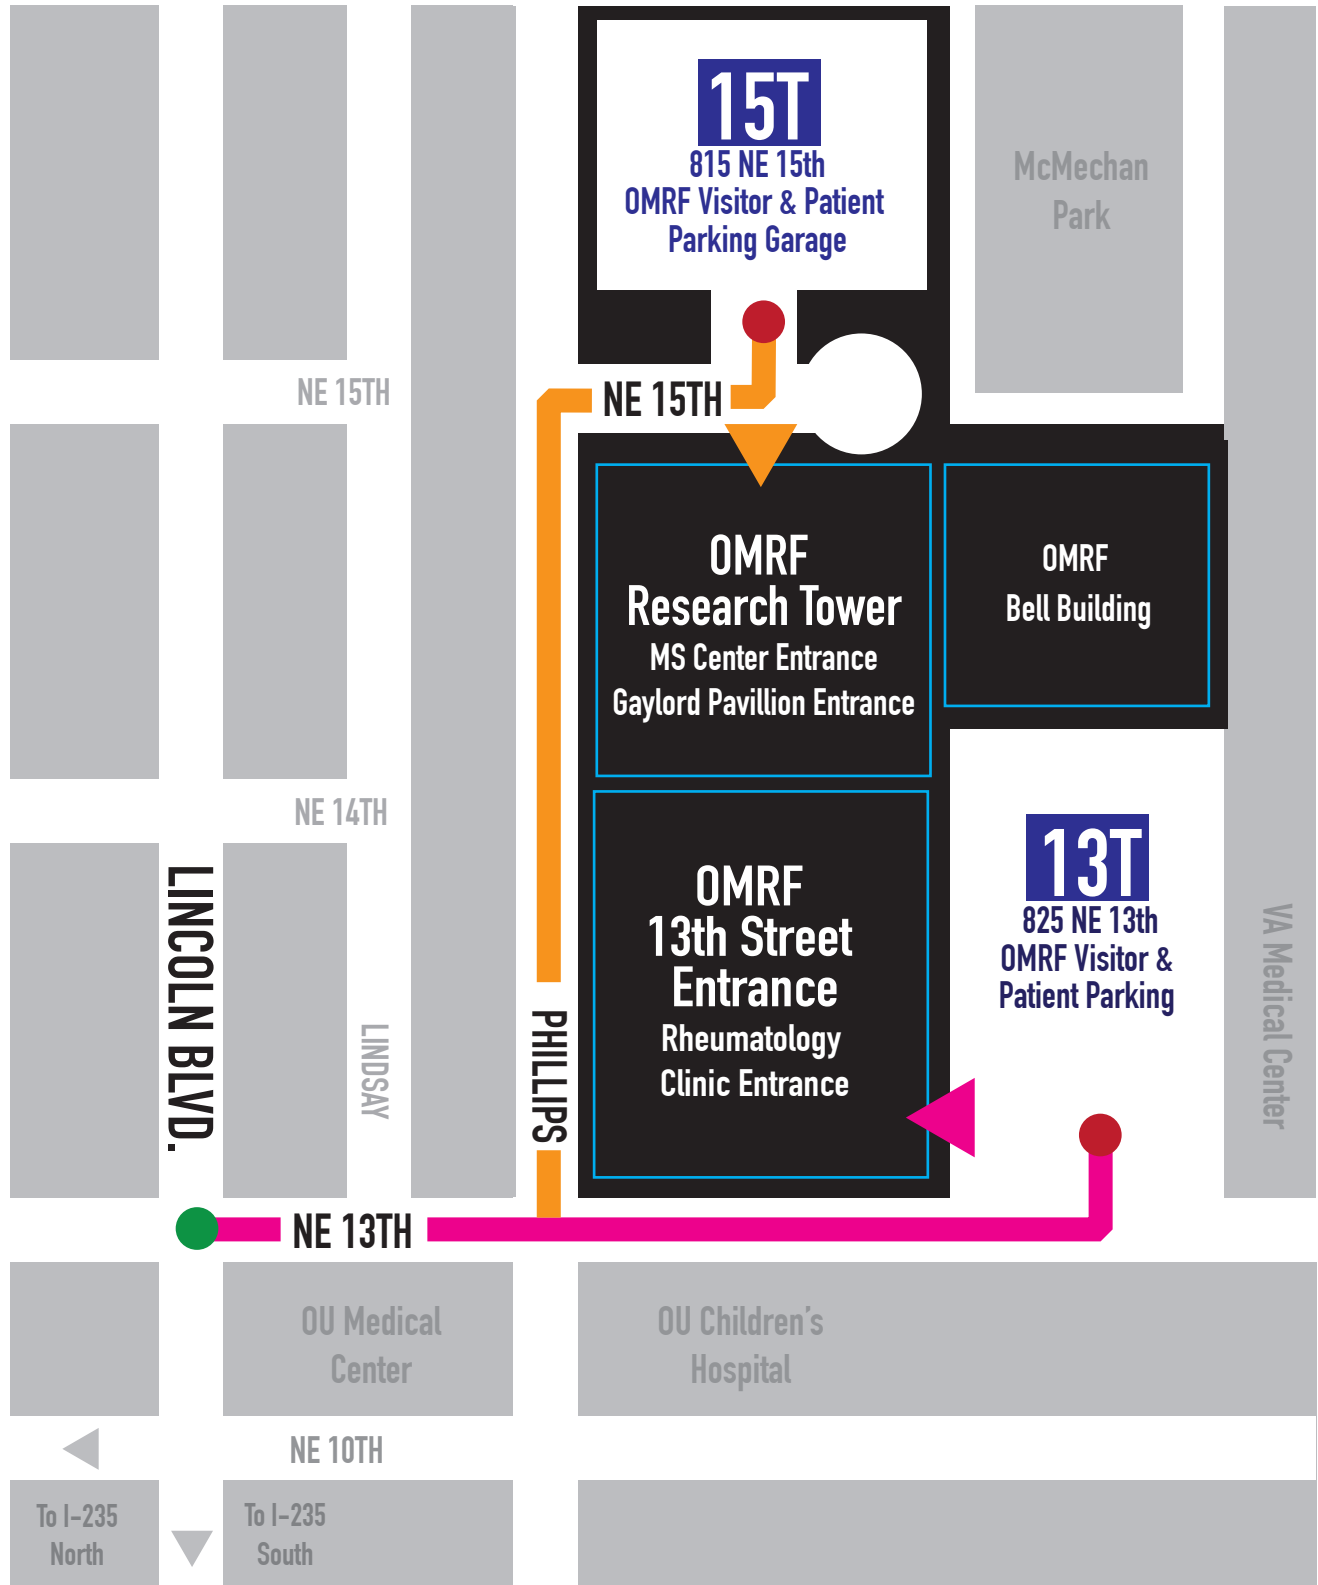 15T
815 NE 15th
OMRF Visitor & Patient
Parking Garage
McMechan
Park
NE 15TH
NE 15TH
OMRF
Research Tower
MS Center Entrance
Gaylord Pavillion Entrance
OMRF
Bell Building
NE 14TH
LINCOLN BLVD.
LINDSAY
PHILLIPS
OMRF
13th Street
Entrance
Rheumatology
Clinic Entrance
13T
825 NE 13th
OMRF Visitor &
Patient Parking
VA Medical Center
NE 13TH
OU Medical
Center
OU Children's
Hospital
NE 10TH
To I-235
North
To I-235
South